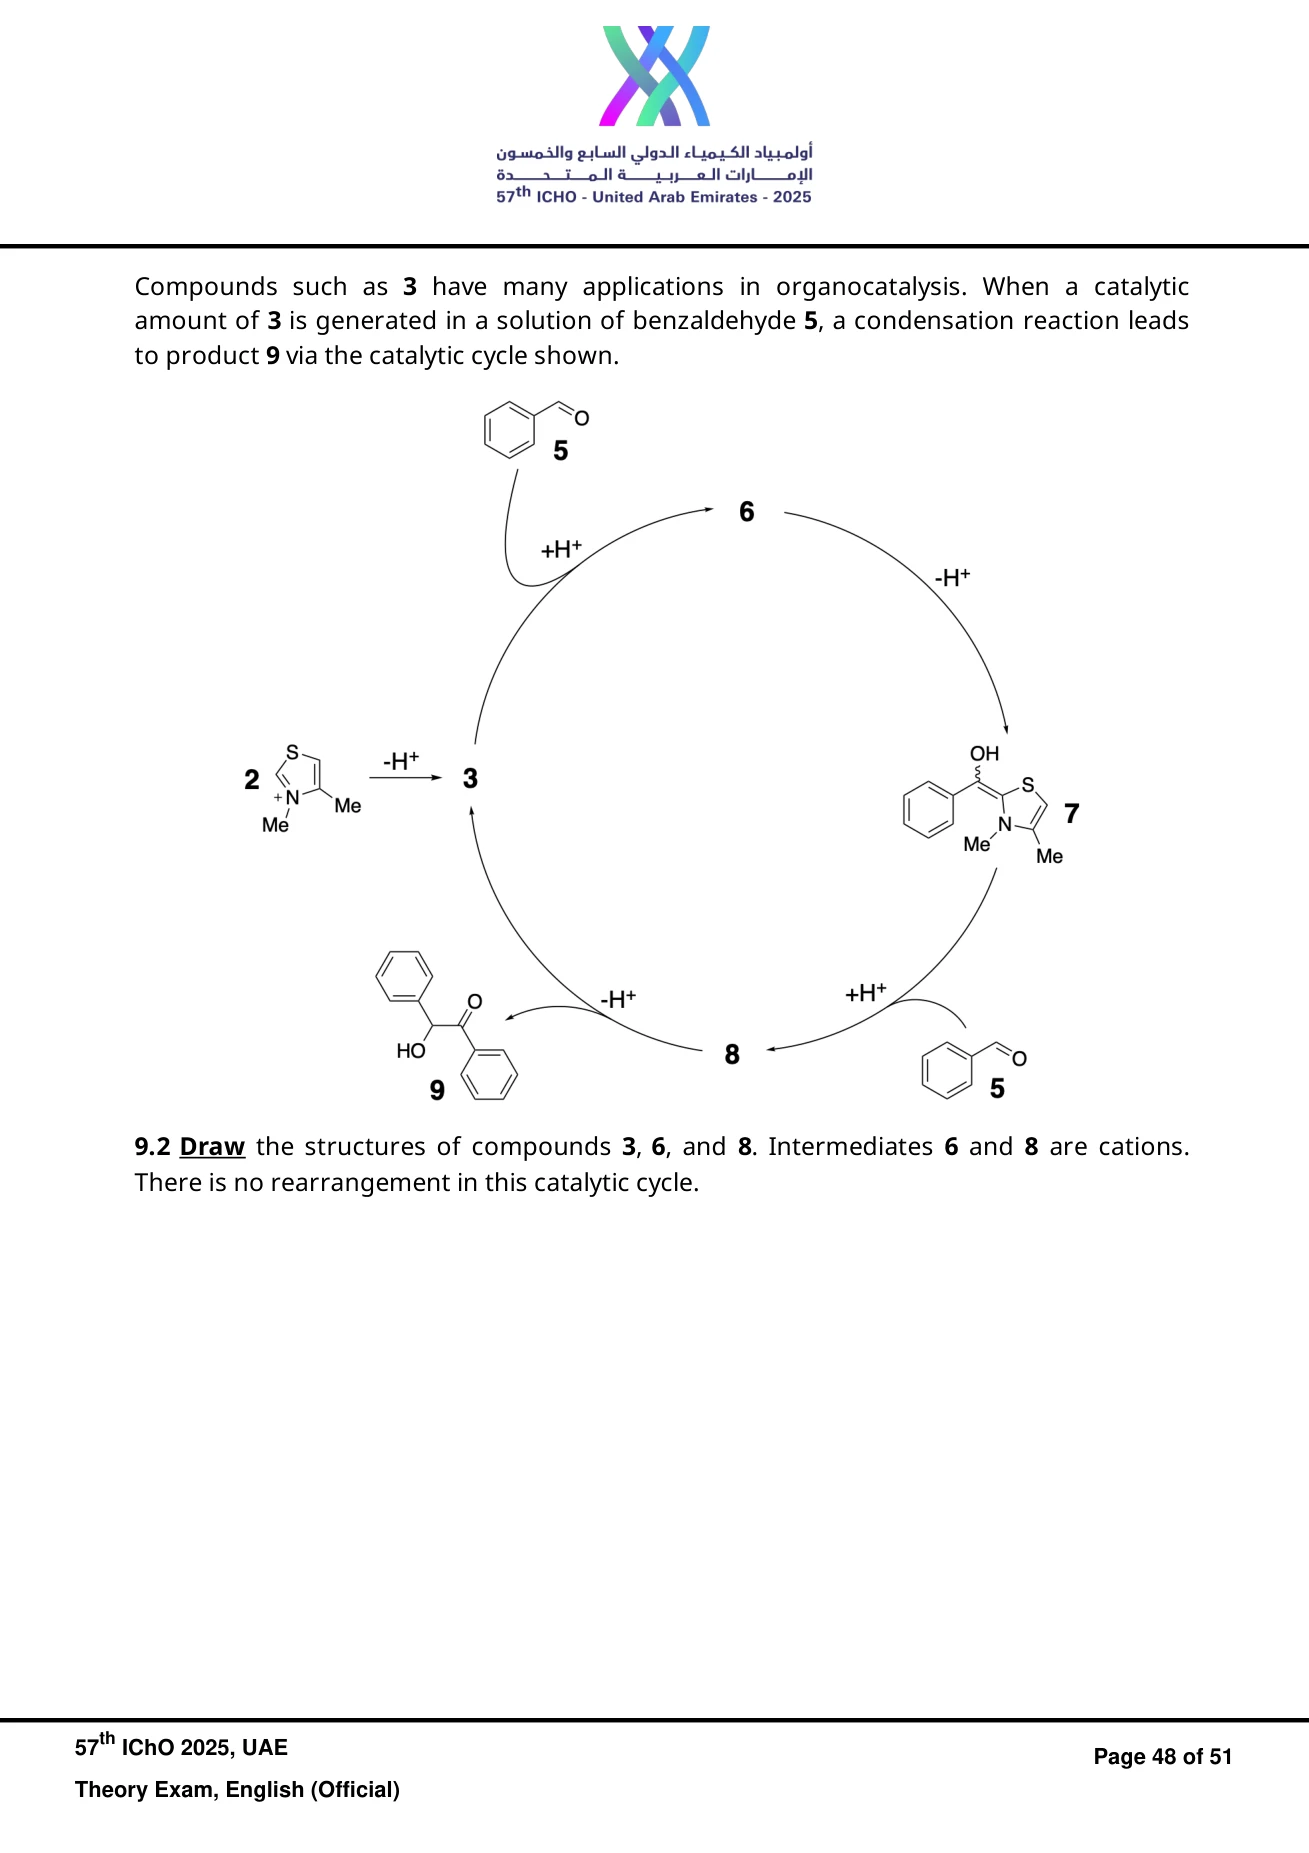 أولمبياد الكيمياء الدولي السابع والخمسون
الإمـــارات العــربيــــة المـــتــحـــدة
57th ICHO - United Arab Emirates - 2025
Compounds such as 3 have many applications in organocatalysis. When a catalytic
amount of 3 is generated in a solution of benzaldehyde 5, a condensation reaction leads
to product 9 via the catalytic cycle shown.
O
5
6
+H+
-H+
OH
S
7
N
Me
Me
2
S
+N
Me
Me
-H+
3
O
HO
9
-H+
8
+H+
O
5
9.2 Draw the structures of compounds 3, 6, and 8. Intermediates 6 and 8 are cations.
There is no rearrangement in this catalytic cycle.
57th IChO 2025, UAE
Theory Exam, English (Official)
Page 48 of 51